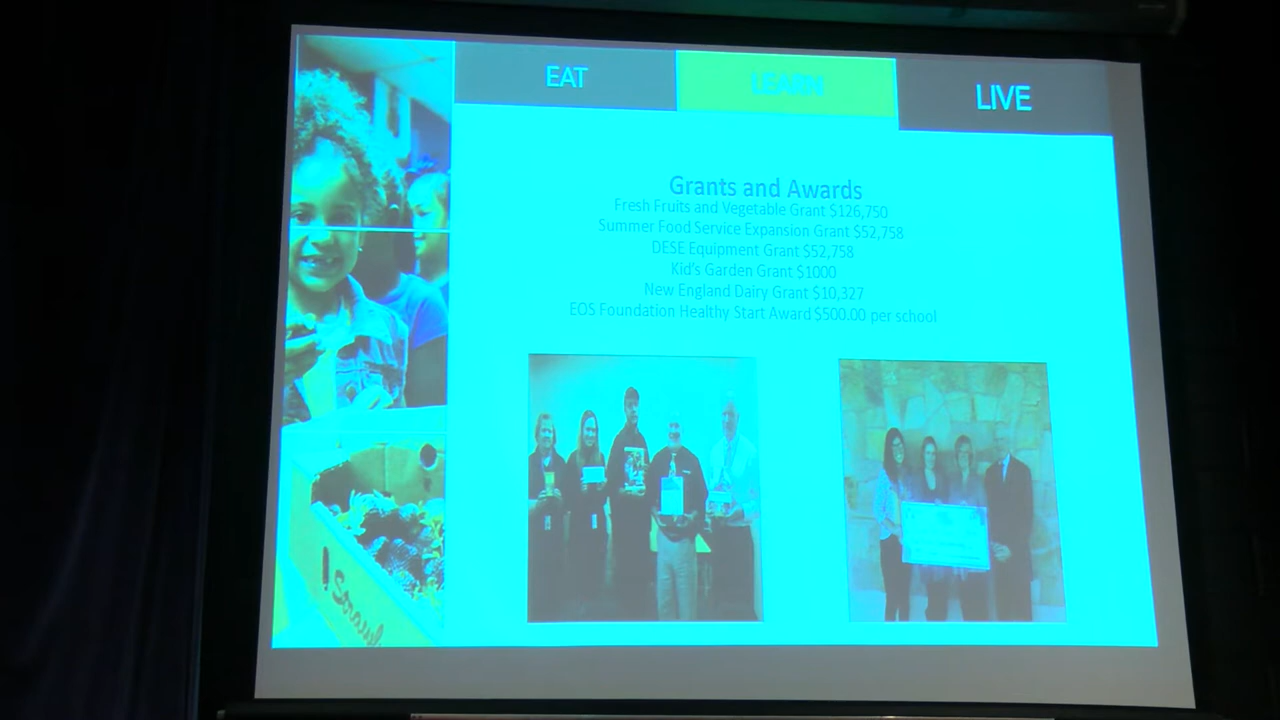 EAT
LEARN
LIVE
Grants and Awards
Fresh Fruits and Vegetable Grant $126,750
Summer Food Service Expansion Grant $52,758
DESE Equipment Grant $52,758
Kid's Garden Grant $1000
New England Dairy Grant $10,327
EOS Foundation Healthy Start Award $500.00 per school